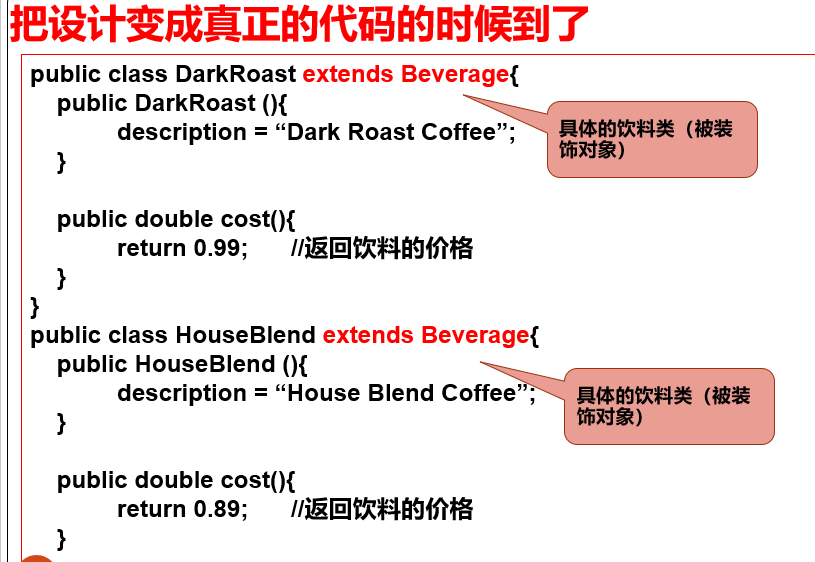 把设计变成真正的代码的时候到了
public class DarkRoast extends Beverage{
public DarkRoast (){
description = “Dark Roast Coffee”;
}
具体的饮料类（被装
饰对象）
public double cost(){
return 0.99; //返回饮料的价格
}
}
public class HouseBlend extends Beverage{
public HouseBlend (){
description = “House Blend Coffee”;
}
具体的饮料类（被装
饰对象）
public double cost(){
return 0.89; //返回饮料的价格
}